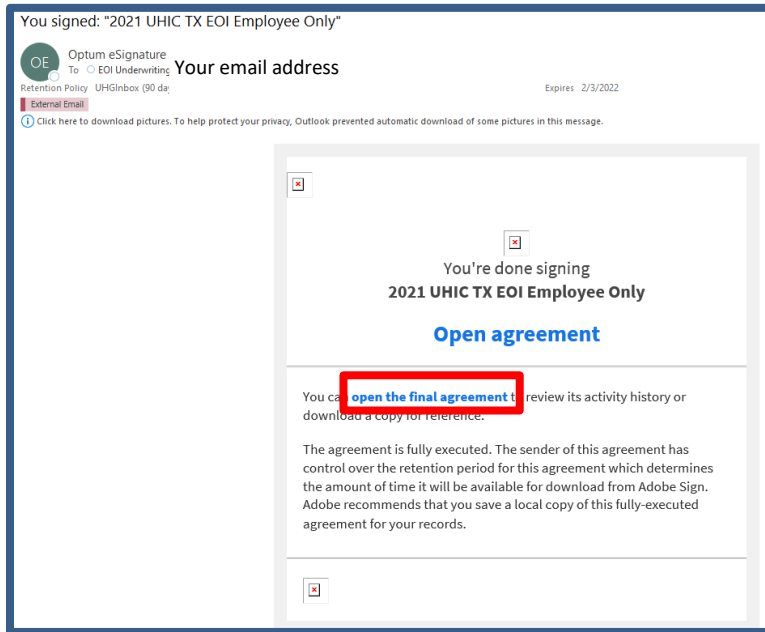 You signed: "2021 UHIC TX EOI Employee Only"
OE
Optum eSignature
To EOI Underwriting Your email address
Retention Policy UHGInbox (90 da Expires 2/3/2022
External Email
Click here to download pictures. To help protect your privacy, Outlook prevented automatic download of some pictures in this message.
You're done signing
2021 UHIC TX EOI Employee Only
Open agreement
You ca open the final agreement t review its activity history or
download a copy for reference.
The agreement is fully executed. The sender of this agreement has
control over the retention period for this agreement which determines
the amount of time it will be available for download from Adobe Sign.
Adobe recommends that you save a local copy of this fully-executed
agreement for your records.